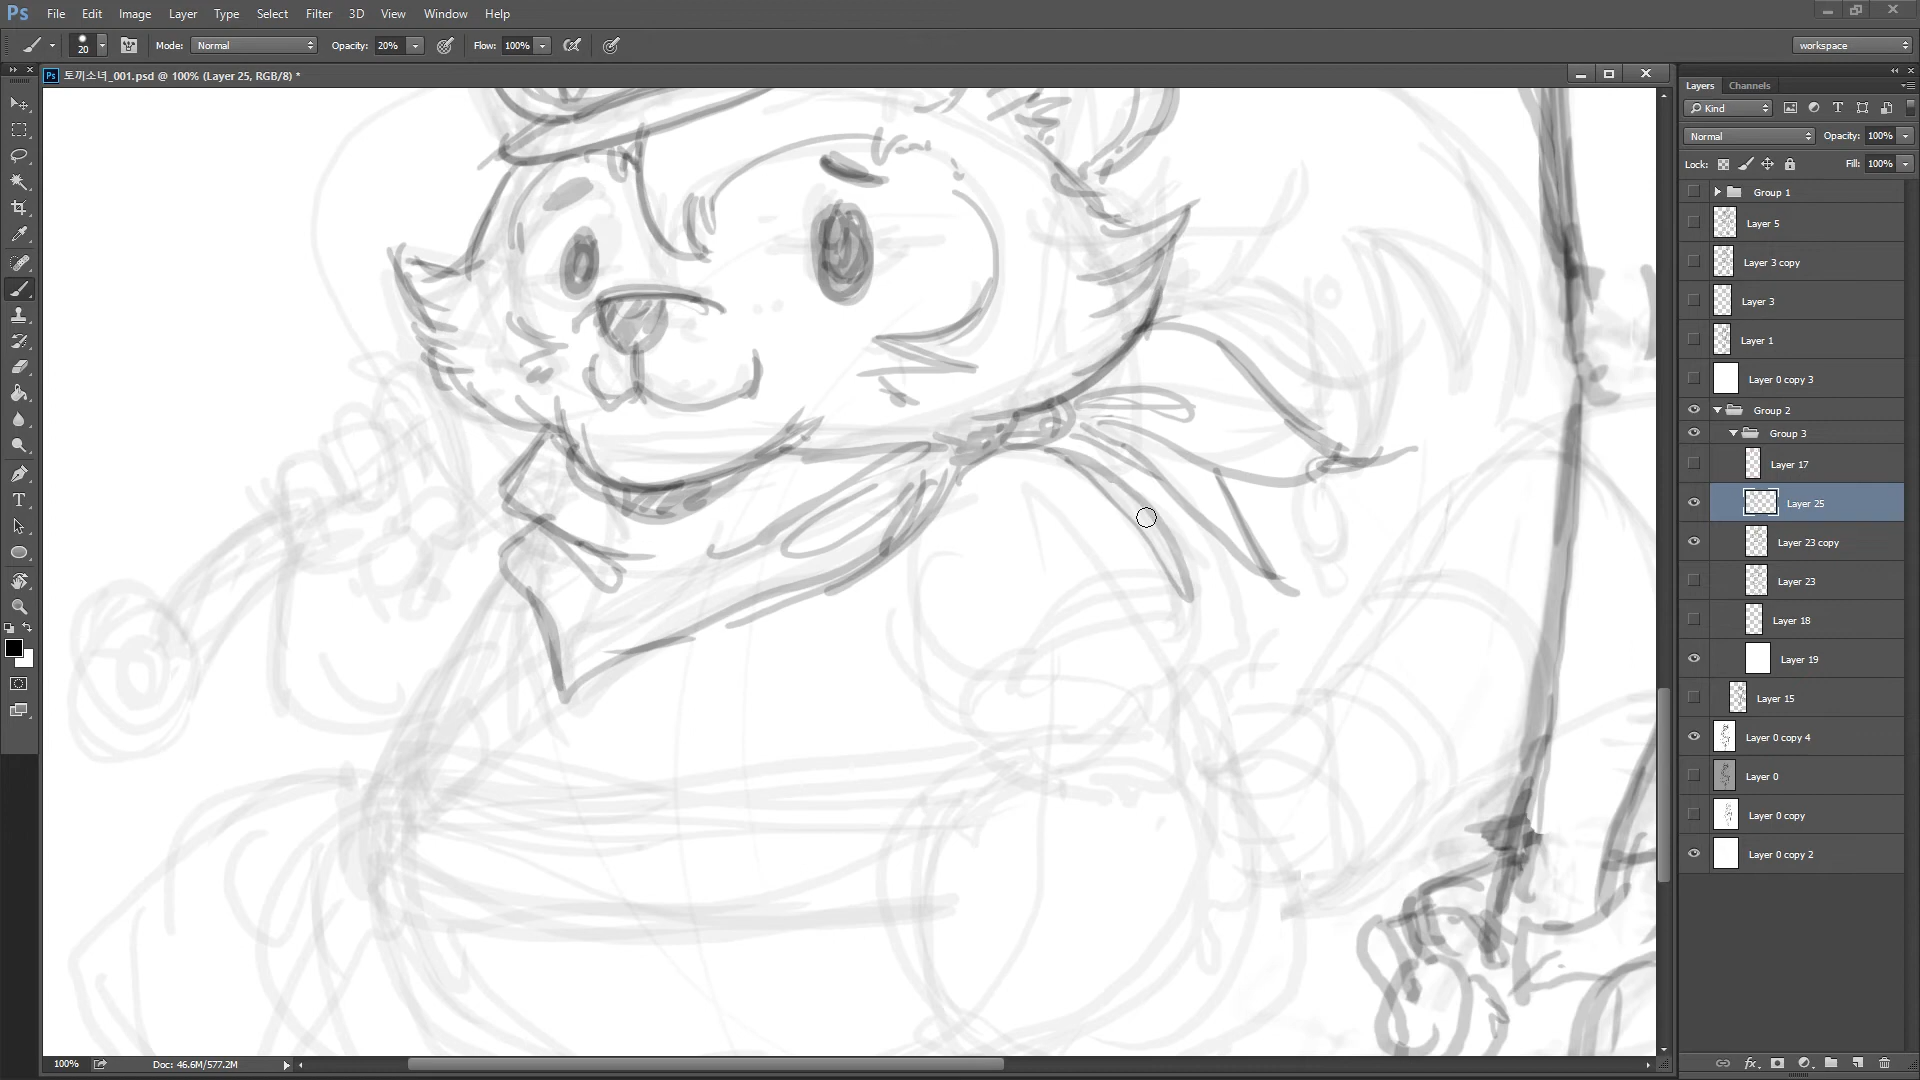 Ps File Edit Image Layer Type Select Filter 3D View Window Help
20 Mode: Normal Opacity: 20% Flow: 100% workspace
Ps 토끼소녀_001.psd @ 100% (Layer 25, RGB/8) *
Layers Channels
Kind
Normal Opacity: 100%
Lock: Fill: 100%
Group 1
Layer 5
Layer 3 copy
Layer 3
Layer 1
Layer 0 copy 3
Group 2
Group 3
Layer 17
Layer 25
Layer 23 copy
Layer 23
Layer 18
Layer 19
Layer 15
Layer 0 copy 4
Layer 0
Layer 0 copy
Layer 0 copy 2
100% Doc: 46.6M/577.2M